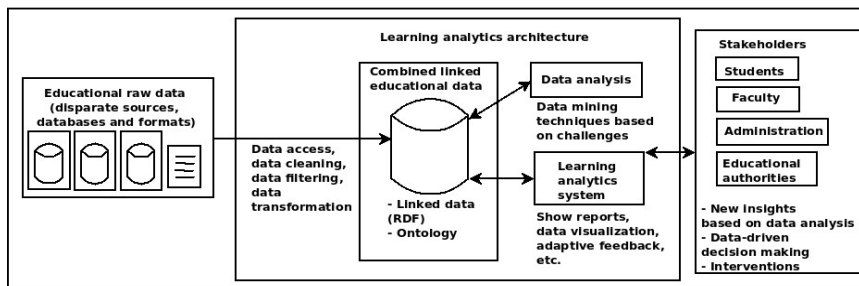 Learning analytics architecture
Educational raw data
(disparate sources,
databases and formats)
Data access,
data cleaning,
data filtering,
data
transformation
Combined linked
educational data
- Linked data
(RDF)
- Ontology
Data analysis
Data mining
techniques based
on challenges
Learning
analytics
system
Show reports,
data visualization,
adaptive feedback,
etc.
Stakeholders
Students
Faculty
Administration
Educational
authorities
- New insights
based on data analysis
- Data-driven
decision making
- Interventions